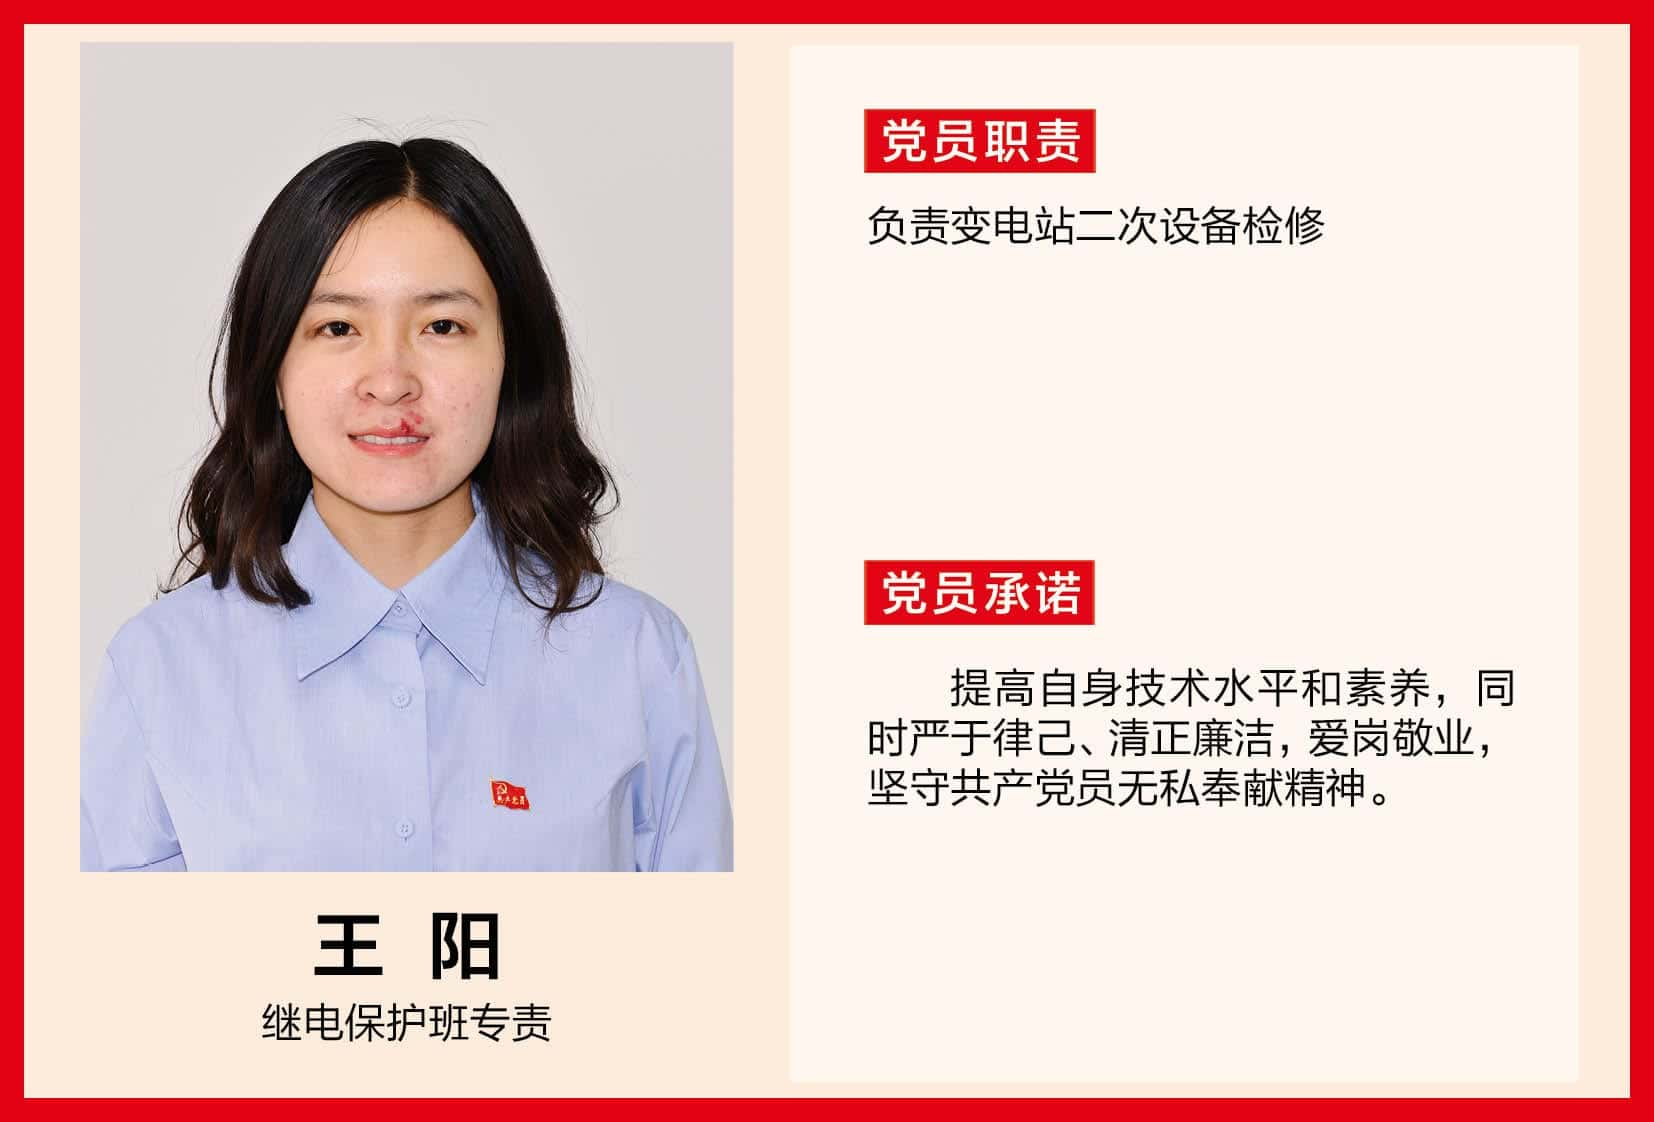 党员职责
负责变电站二次设备检修
党员承诺
提高自身技术水平和素养，同
时严于律己、清正廉洁，爱岗敬业，
坚守共产党员无私奉献精神。
王 阳
继电保护班专责